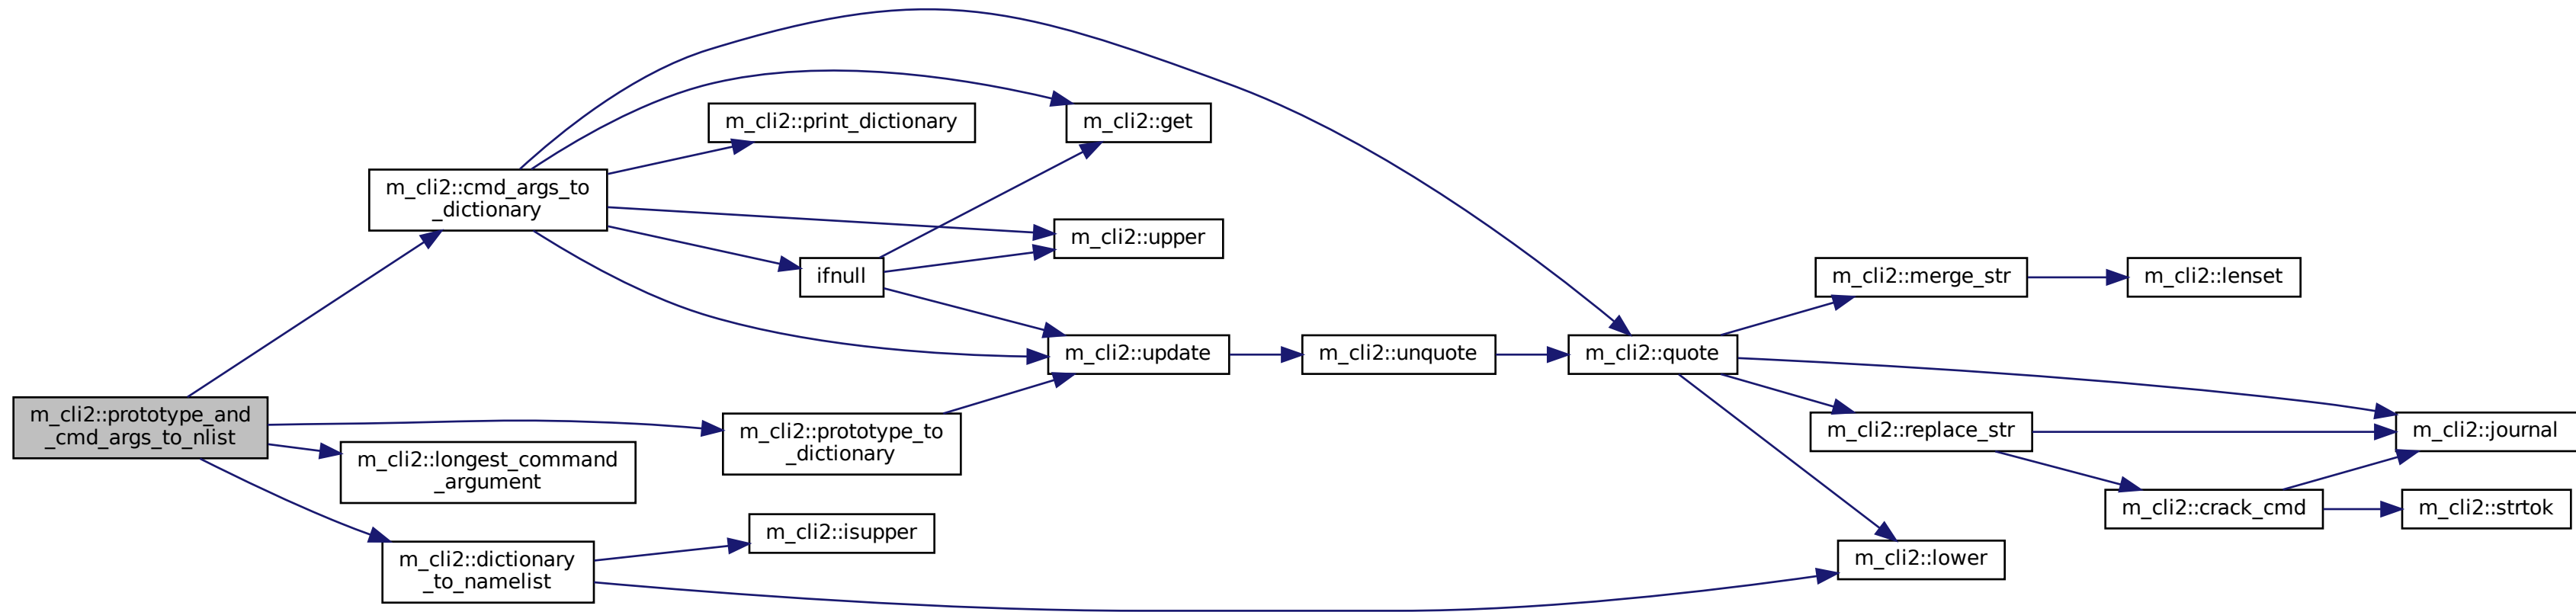 m_cli2::print_dictionary
m_cli2::get
m_cli2::cmd_args_to
_dictionary
m_cli2::upper
ifnull
m_cli2::merge_str
m_cli2::lenset
m_cli2::update
m_cli2::unquote
m_cli2::quote
m_cli2::prototype_and
_cmd_args_to_nlist
m_cli2::prototype_to
_dictionary
m_cli2::replace_str
m_cli2::journal
m_cli2::longest_command
_argument
m_cli2::crack_cmd
m_cli2::strtok
m_cli2::isupper
m_cli2::dictionary
_to_namelist
m_cli2::lower